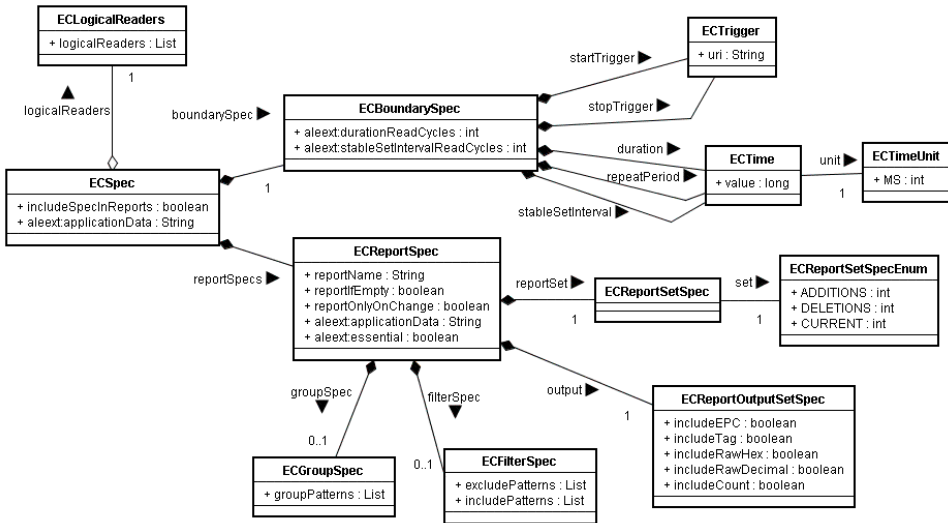 ECLogicalReaders
+ logicalReaders : List
1
logicalReaders
ECTrigger
+ uri : String
startTrigger
stopTrigger
boundarySpec
ECBoundarySpec
+ aleext:durationReadCycles : int
+ aleext:stableSetIntervalReadCycles : int
1
duration
repeatPeriod
stableSetInterval
ECTime
+ value : long
unit
1
ECTimeUnit
+ MS : int
ECSpec
+ includeSpecInReports : boolean
+ aleext:applicationData : String
reportSpecs
ECReportSpec
+ reportName : String
+ reportIfEmpty : boolean
+ reportOnlyOnChange : boolean
+ aleext:applicationData : String
+ aleext:essential : boolean
reportSet
1
ECReportSetSpec
set
1
ECReportSetSpecEnum
+ ADDITIONS : int
+ DELETIONS : int
+ CURRENT : int
groupSpec
0..1
filterSpec
0..1
output
1
ECReportOutputSetSpec
+ includeEPC : boolean
+ includeTag : boolean
+ includeRawHex : boolean
+ includeRawDecimal : boolean
+ includeCount : boolean
ECGroupSpec
+ groupPatterns : List
ECFilterSpec
+ excludePatterns : List
+ includePatterns : List